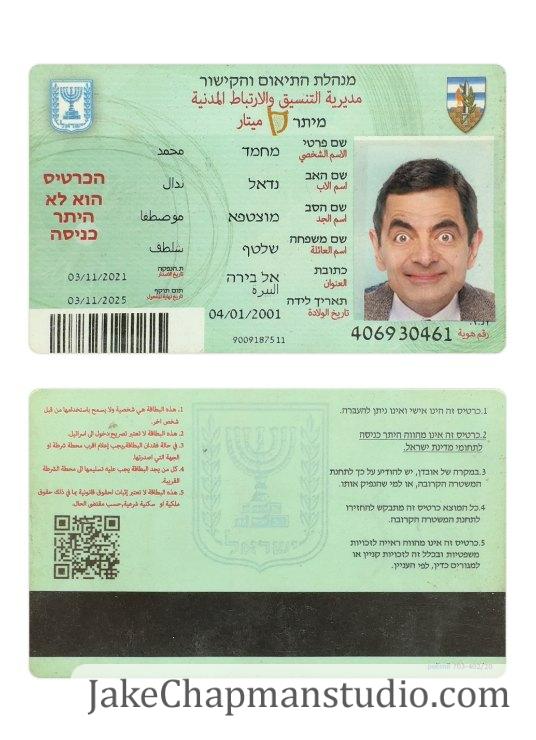 מנהלת התיאום והקישור
مديرية التنسيق والارتباط المدنية
מיתר ميتار
שם פרטי מחמד محمد
الاسم الشخصي
שם האב נדאל ندال
اسم الاب
שם הסב מוצטפא موصطفا
اسم الجد
שם משפחה שלטף شلطف
اسم العائلة
כתובת אל בירה
العنوان البيرة
תאריך לידה 04/01/2001
تاريخ الولادة
הכרטיס
הוא לא
היתר
כניסה
ת.הנפקה 03/11/2021
تاريخ الاصدار
תום תוקף 03/11/2025
9009187511
رقم هوية 406930461
1.כרטיס זה הינו אישי ואינו ניתן להעברה.
2.כרטיס זה אינו מהווה היתר כניסה
לתחומי מדינת ישראל.
3.במקרה של אובדן, יש להודיע על כך לתחנת
המשטרה הקרובה, או למי שהנפיק אותו.
4.כל המוצא כרטיס זה מתבקש להחזירו
לתחנת המשטרה הקרובה.
5.כרטיס זה אינו מהווה ראייה לזכויות
משפטיות ובכלל זה לזכויות קניין או
למגורים כדין, לפי העניין.
1. هذه البطاقة هي شخصية ولا يسمح باستخدامها من قبل
شخص اخر.
2. هذه البطاقة لا تعتبر تصريح دخول الى اسرائيل.
3. في حالة فقدان البطاقة، يجب إعلام اقرب محطة شرطة او
الجهة التي اصدرتها.
4. كل من يجد البطاقة يجب عليه تسليمها الى محطة الشرطة
القريبة.
5. هذه البطاقة لا تعتبر إثبات لحقوق قانونية بما في ذلك حقوق
ملكية او سكنية شرعية، حسب مقتضى الحال.
ישראל
703-402/20
JakeChapmanstudio.com